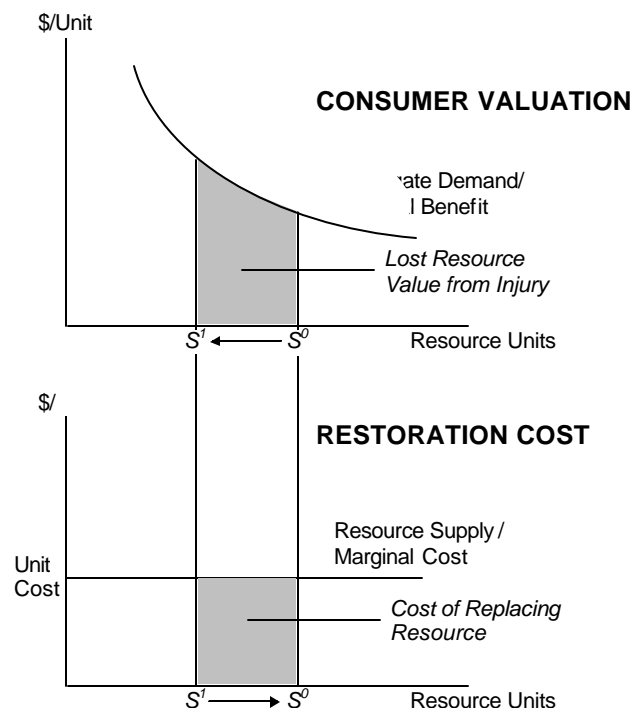 $/Unit
CONSUMER VALUATION
ate Demand/
l Benefit
Lost Resource
Value from Injury
S¹ S⁰ Resource Units
$/
RESTORATION COST
Resource Supply /
Marginal Cost
Unit
Cost
Cost of Replacing
Resource
S¹ S⁰ Resource Units